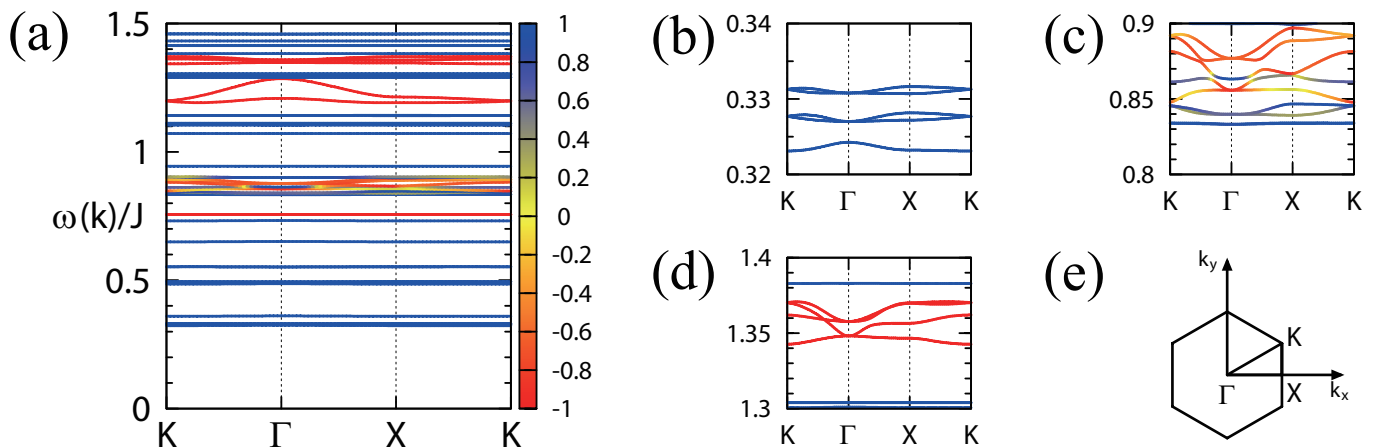 (a)
ω(k)/J
1.5
1
0.5
0
K Γ X K
1
0.8
0.6
0.4
0.2
0
-0.2
-0.4
-0.6
-0.8
-1
(b)
0.34
0.33
0.32
K Γ X K
(c)
0.9
0.85
0.8
K Γ X K
(d)
1.4
1.35
1.3
K Γ X K
(e)
ky
K
Γ X kx